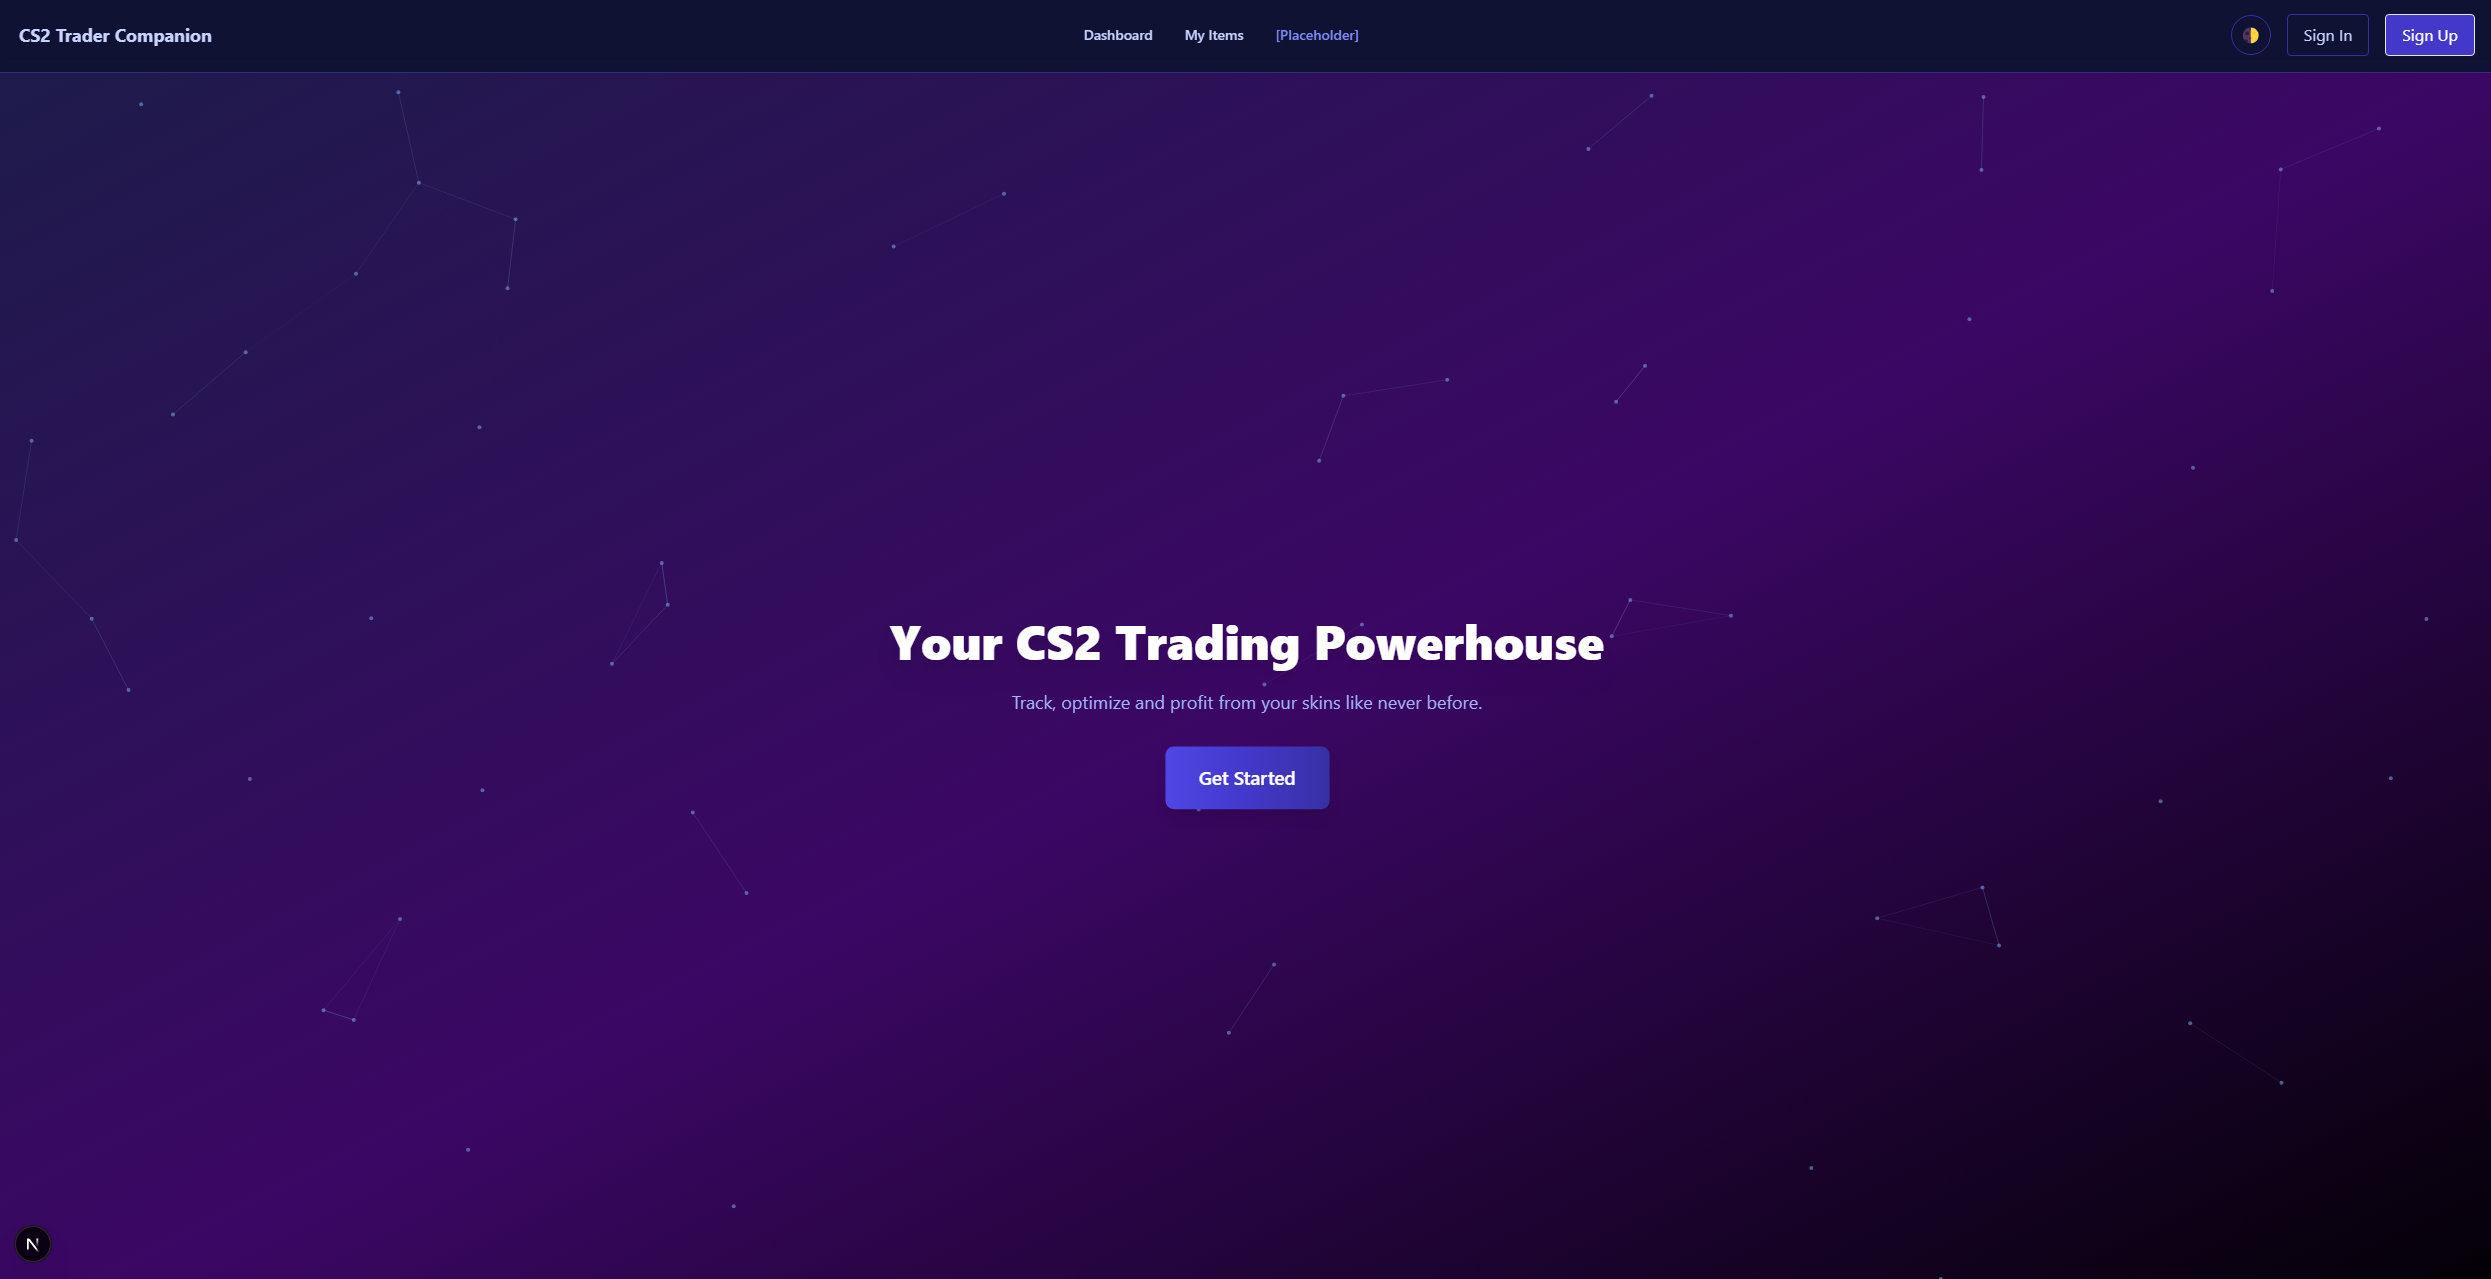 CS2 Trader Companion
Dashboard
My Items
[Placeholder]
Sign In
Sign Up
Your CS2 Trading Powerhouse
Track, optimize and profit from your skins like never before.
Get Started
N